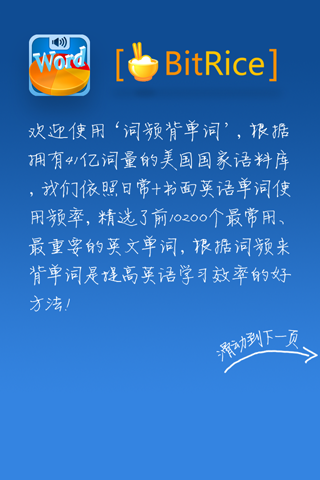 Word
[BitRice]
欢迎使用‘词频背单词’,根据
拥有4.1亿词量的美国国家语料库
,我们依照日常+书面英语单词使
用频率,精选了前10200个最常用、
最重要的英文单词,根据词频来
背单词是提高英语学习效率的好
方法!
滑动到下一页